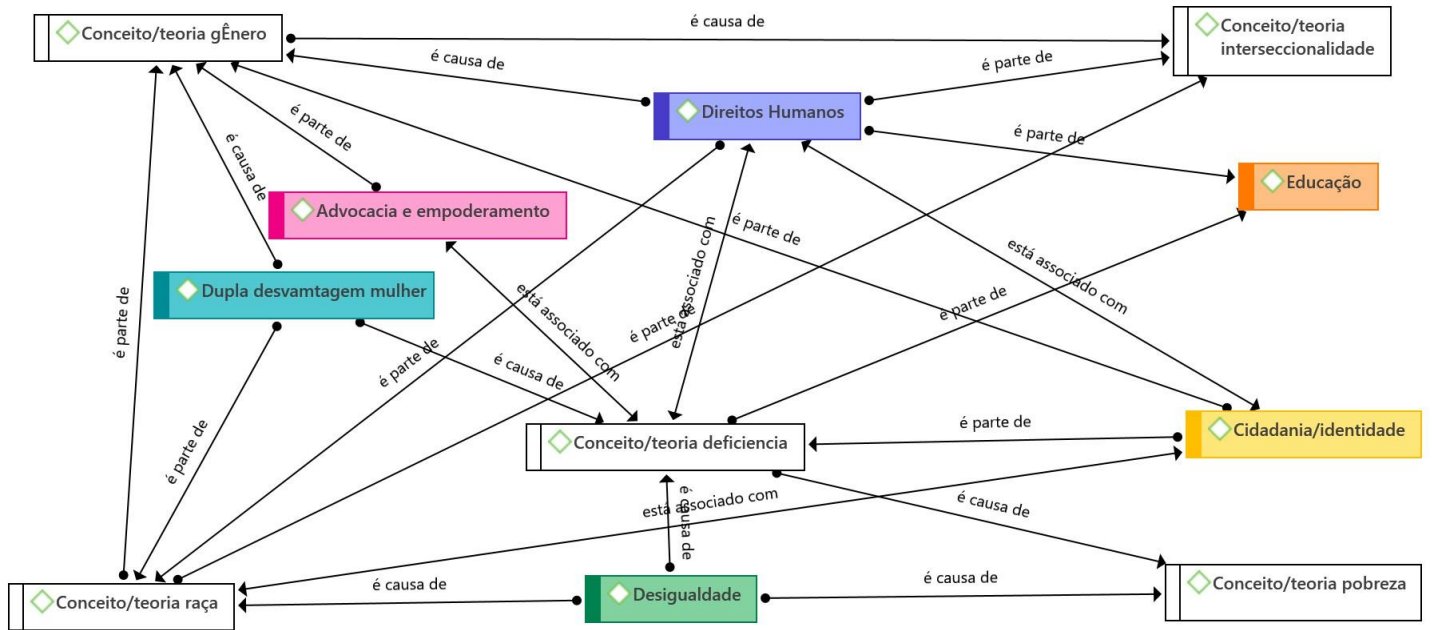 é causa de
Conceito/teoria gÊnero
Conceito/teoria
interseccionalidade
é causa de
é parte de
Direitos Humanos
é parte de
é parte de
é causa de
Educação
Advocacia e empoderamento
é parte de
está associado com
está associado com
Dupla desvamtagem mulher
está associado com
é parte de
é parte de
é parte de
é parte de
é causa de
Cidadania/identidade
é parte de
Conceito/teoria deficiencia
é parte de
está associado com
é causa de
é causa de
é causa de
é causa de
Conceito/teoria pobreza
Desigualdade
Conceito/teoria raça